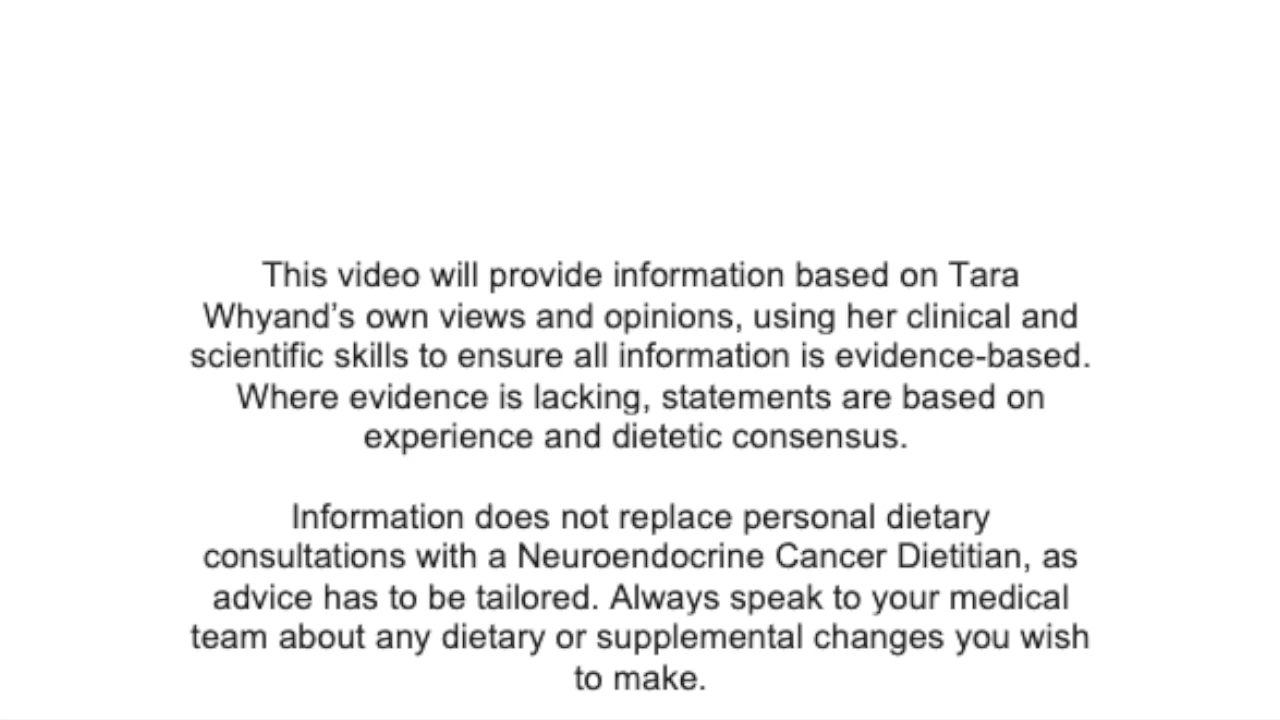 This video will provide information based on Tara
Whyand’s own views and opinions, using her clinical and
scientific skills to ensure all information is evidence-based.
Where evidence is lacking, statements are based on
experience and dietetic consensus.
Information does not replace personal dietary
consultations with a Neuroendocrine Cancer Dietitian, as
advice has to be tailored. Always speak to your medical
team about any dietary or supplemental changes you wish
to make.